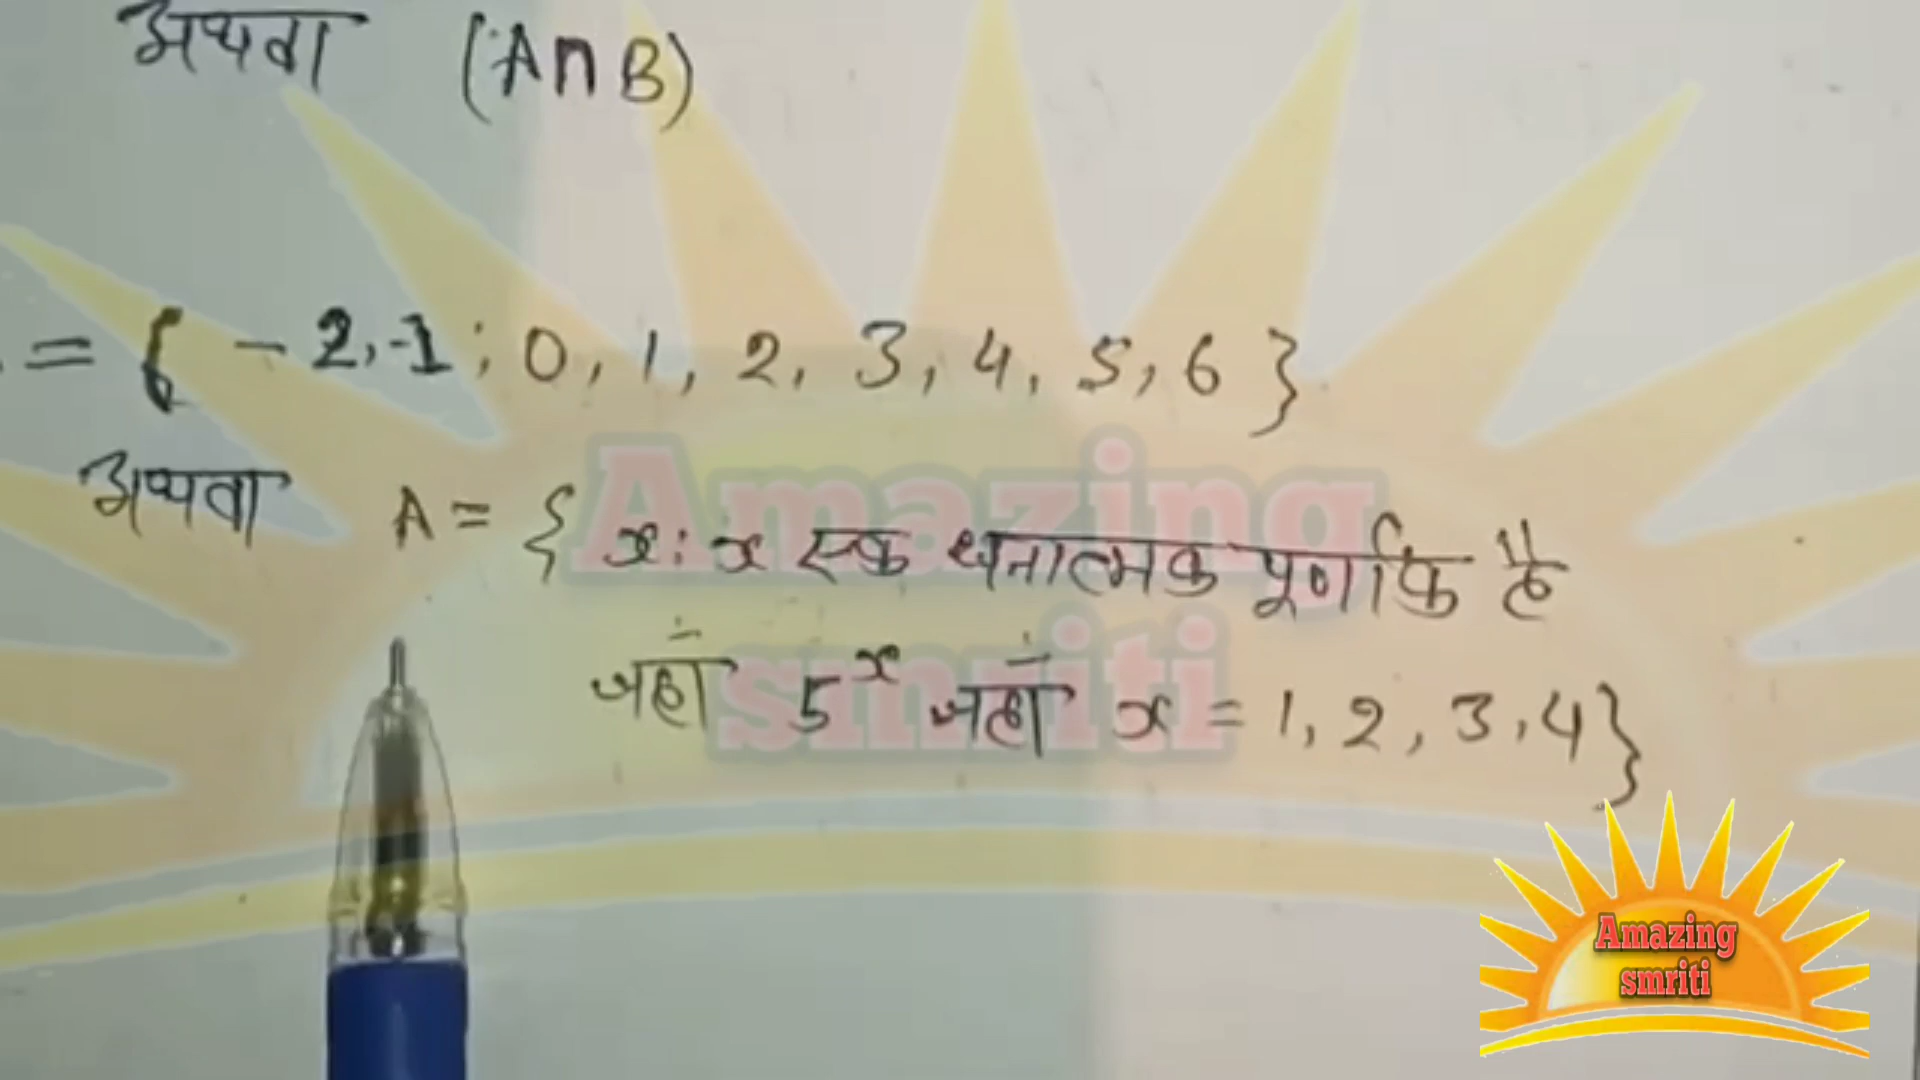 अथवा (A∩B)
= { - 2, -1, 0, 1, 2, 3, 4, 5, 6 }
अथवा A = { x : x एक धनात्मक पूर्णांक है
जहाँ 5^x जहाँ x = 1, 2, 3, 4 }
Amazing
smriti
Amazing
smriti